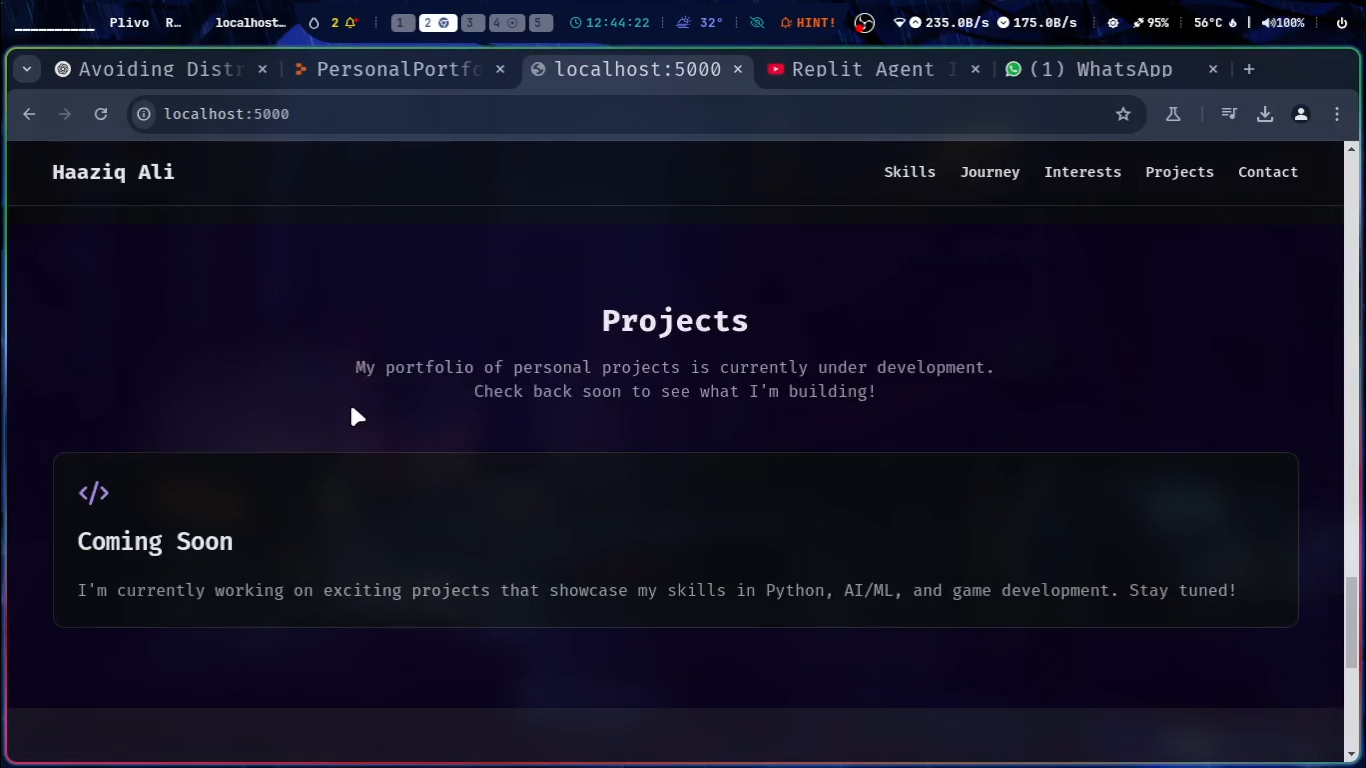 Plivo R… localhost… 2 1 2 3 4 5 12:44:22 32° HINT! 235.0B/s 175.0B/s 95% 56°C 100%
Avoiding Distr PersonalPortfo localhost:5000 Replit Agent I (1) WhatsApp
localhost:5000
Haaziq Ali Skills Journey Interests Projects Contact
Projects
My portfolio of personal projects is currently under development.
Check back soon to see what I'm building!
</>
Coming Soon
I'm currently working on exciting projects that showcase my skills in Python, AI/ML, and game development. Stay tuned!